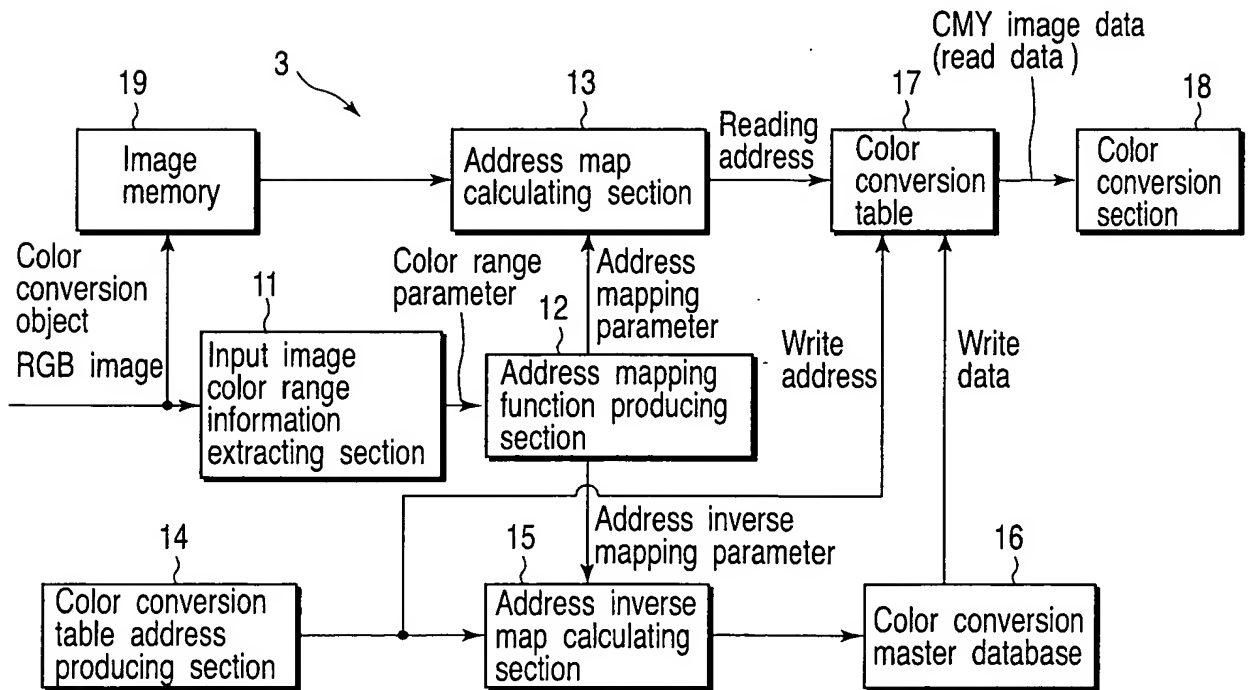 CMY image data
(read data)
3
19
13
17
18
Image
memory
Address map
calculating section
Reading
address
Color
conversion
table
Color
conversion
section
Color
conversion
object
RGB image
11
Color range
parameter
Address
mapping
parameter
12
Input image
color range
information
extracting section
Address mapping
function producing
section
Write
address
Write
data
Address inverse
mapping parameter
14
15
16
Color conversion
table address
producing section
Address inverse
map calculating
section
Color conversion
master database